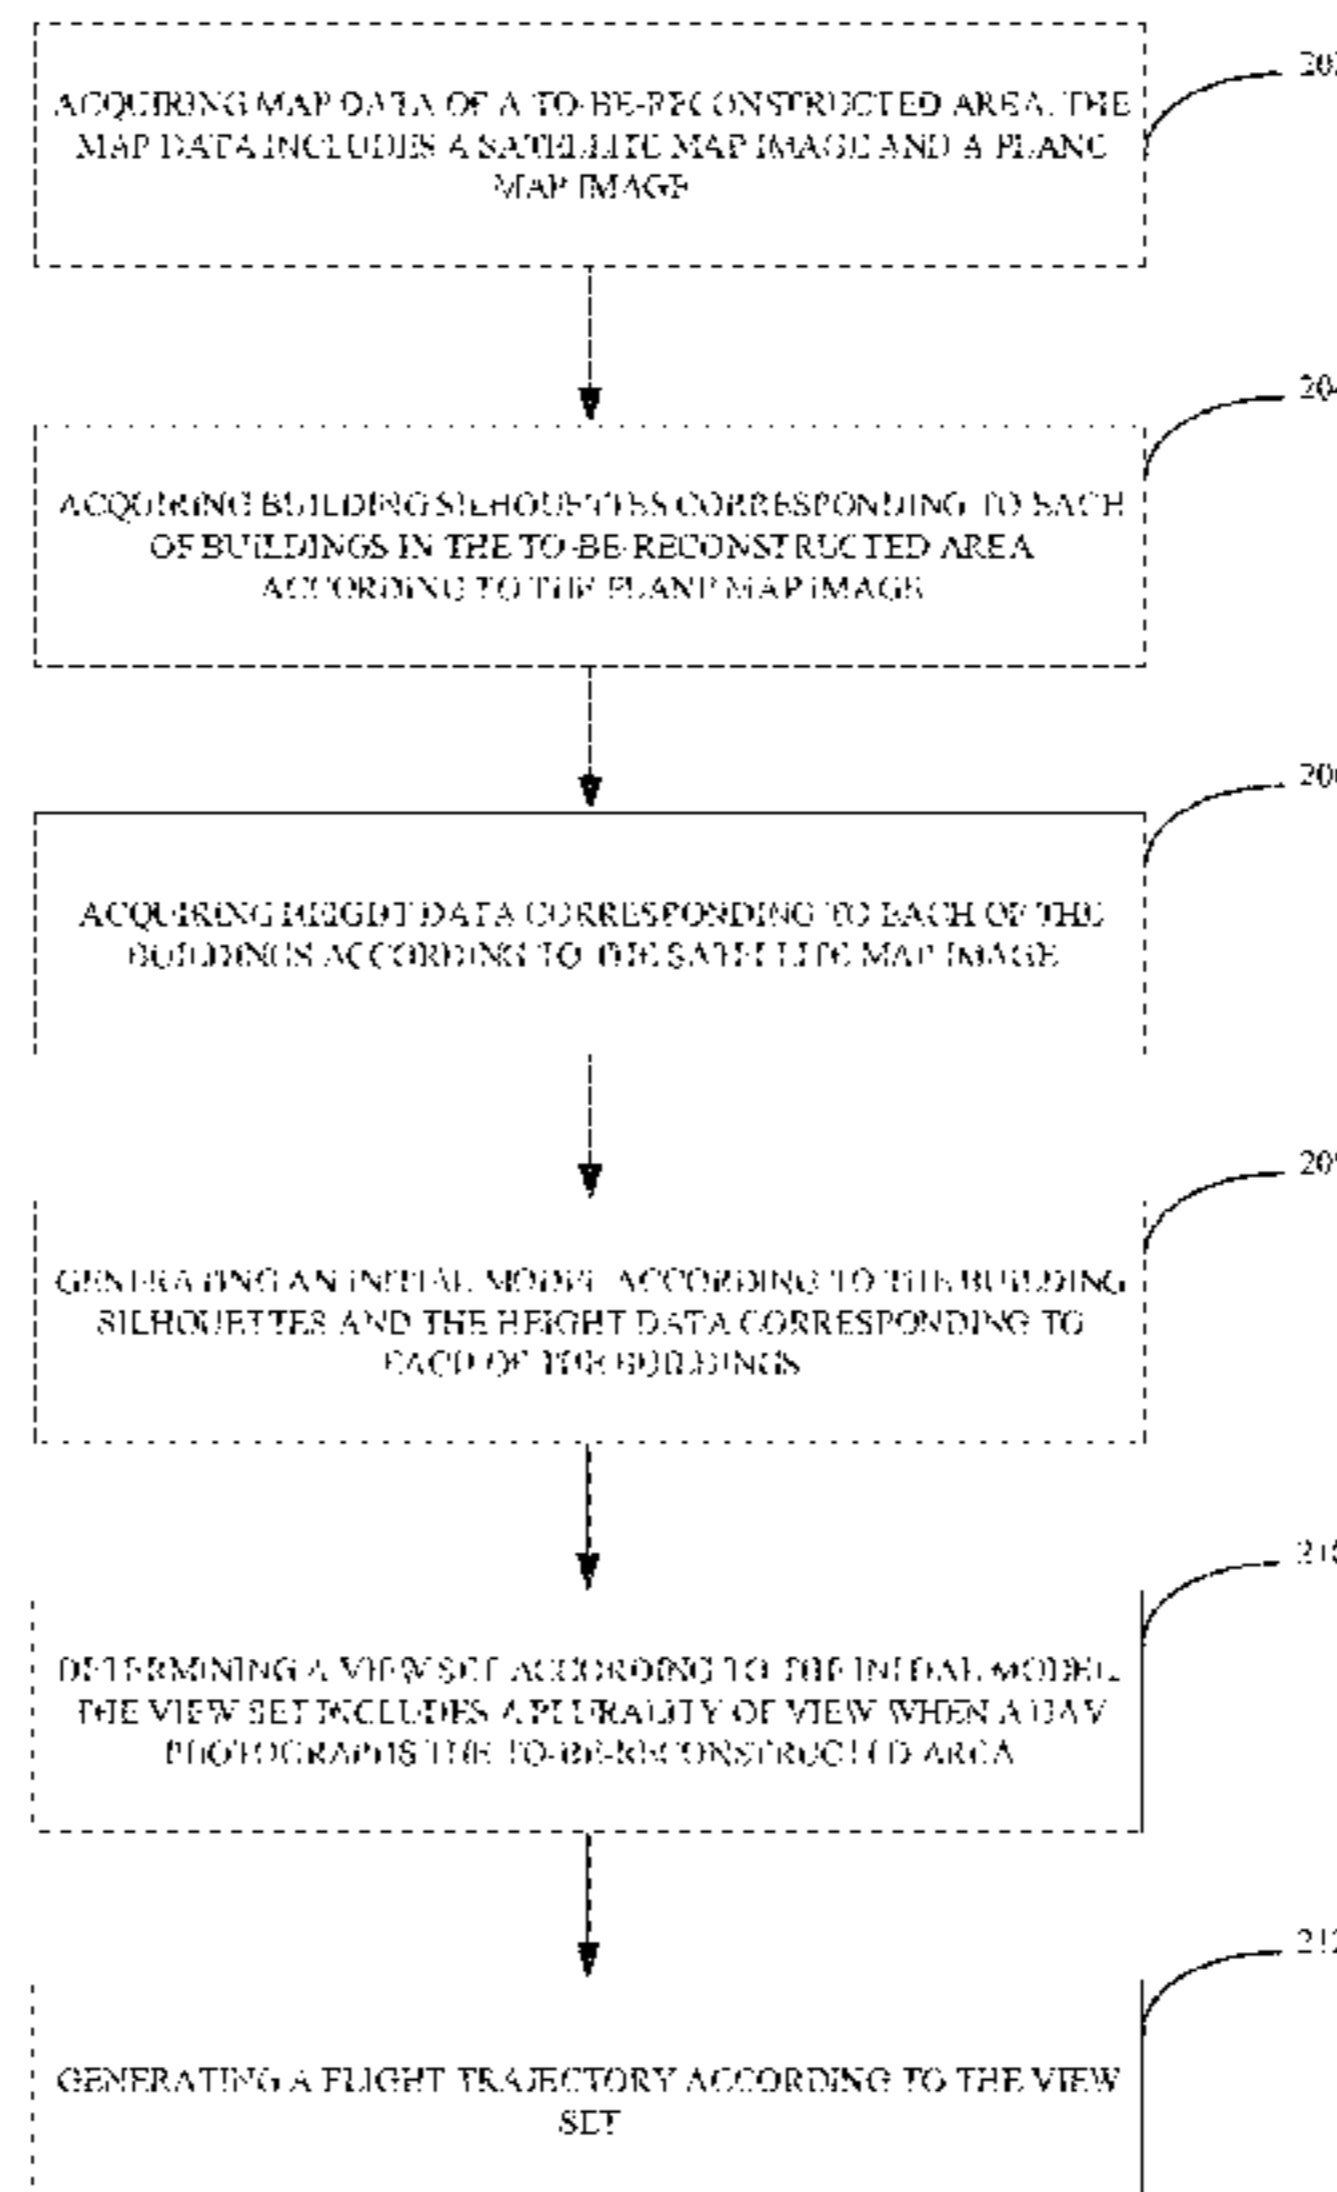 202
ACQUIRING MAP DATA OF A TO-BE-RECONSTRUCTED AREA, THE
MAP DATA INCLUDES A SATELLITE MAP IMAGE AND A PLANE
MAP IMAGE
204
ACQUIRING BUILDING SILHOUETTES CORRESPONDING TO EACH
OF BUILDINGS IN THE TO-BE-RECONSTRUCTED AREA
ACCORDING TO THE PLANE MAP IMAGE
206
ACQUIRING HEIGHT DATA CORRESPONDING TO EACH OF THE
BUILDINGS ACCORDING TO THE SATELLITE MAP IMAGE
GENERATING AN INITIAL MODEL ACCORDING TO THE BUILDING
SILHOUETTES AND THE HEIGHT DATA CORRESPONDING TO
EACH OF THE BUILDINGS
210
DETERMINING A VIEW SET ACCORDING TO THE INITIAL MODEL,
THE VIEW SET INCLUDES A PLURALITY OF VIEW WHEN A UAV
PHOTOGRAPHS THE TO-BE-RECONSTRUCTED AREA
212
GENERATING A FLIGHT TRAJECTORY ACCORDING TO THE VIEW
SET